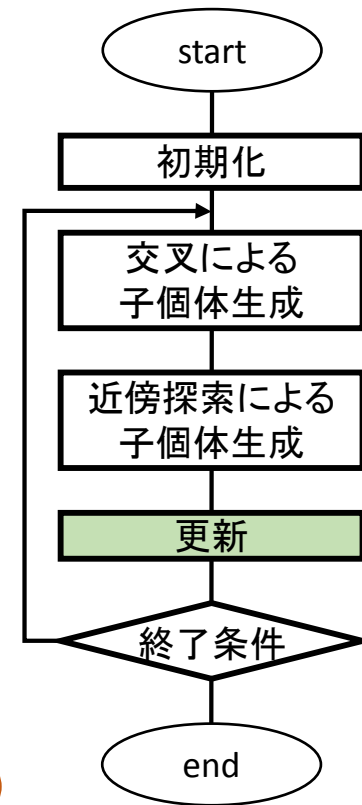 start
初期化
交叉による
子個体生成
近傍探索による
子個体生成
更新
終了条件
end